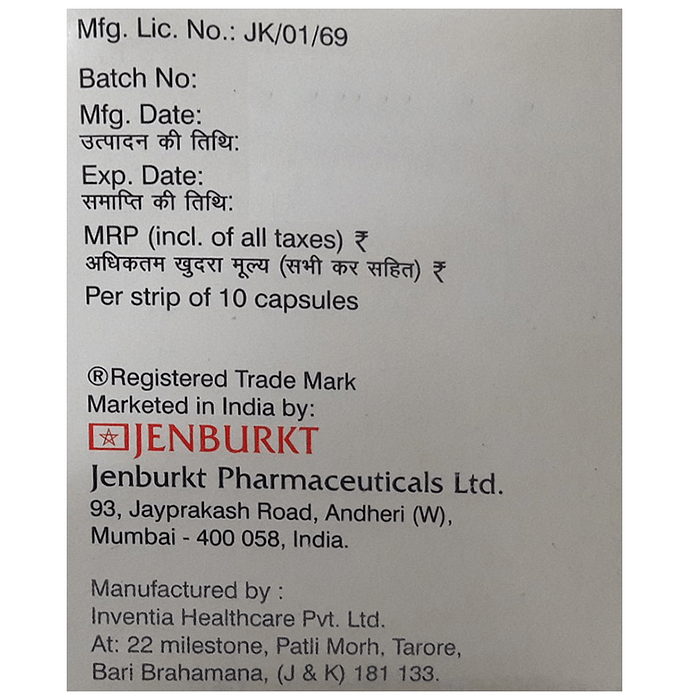 Mfg. Lic. No.: JK/01/69
Batch No:
Mfg. Date:
उत्पादन की तिथि:
Exp. Date:
समाप्ति की तिथि:
MRP (incl. of all taxes) ₹
अधिकतम खुदरा मूल्य (सभी कर सहित) ₹
Per strip of 10 capsules
®Registered Trade Mark
Marketed in India by:
JENBURKT
Jenburkt Pharmaceuticals Ltd.
93, Jayprakash Road, Andheri (W),
Mumbai - 400 058, India.
Manufactured by :
Inventia Healthcare Pvt. Ltd.
At: 22 milestone, Patli Morh, Tarore,
Bari Brahamana, (J & K) 181 133.